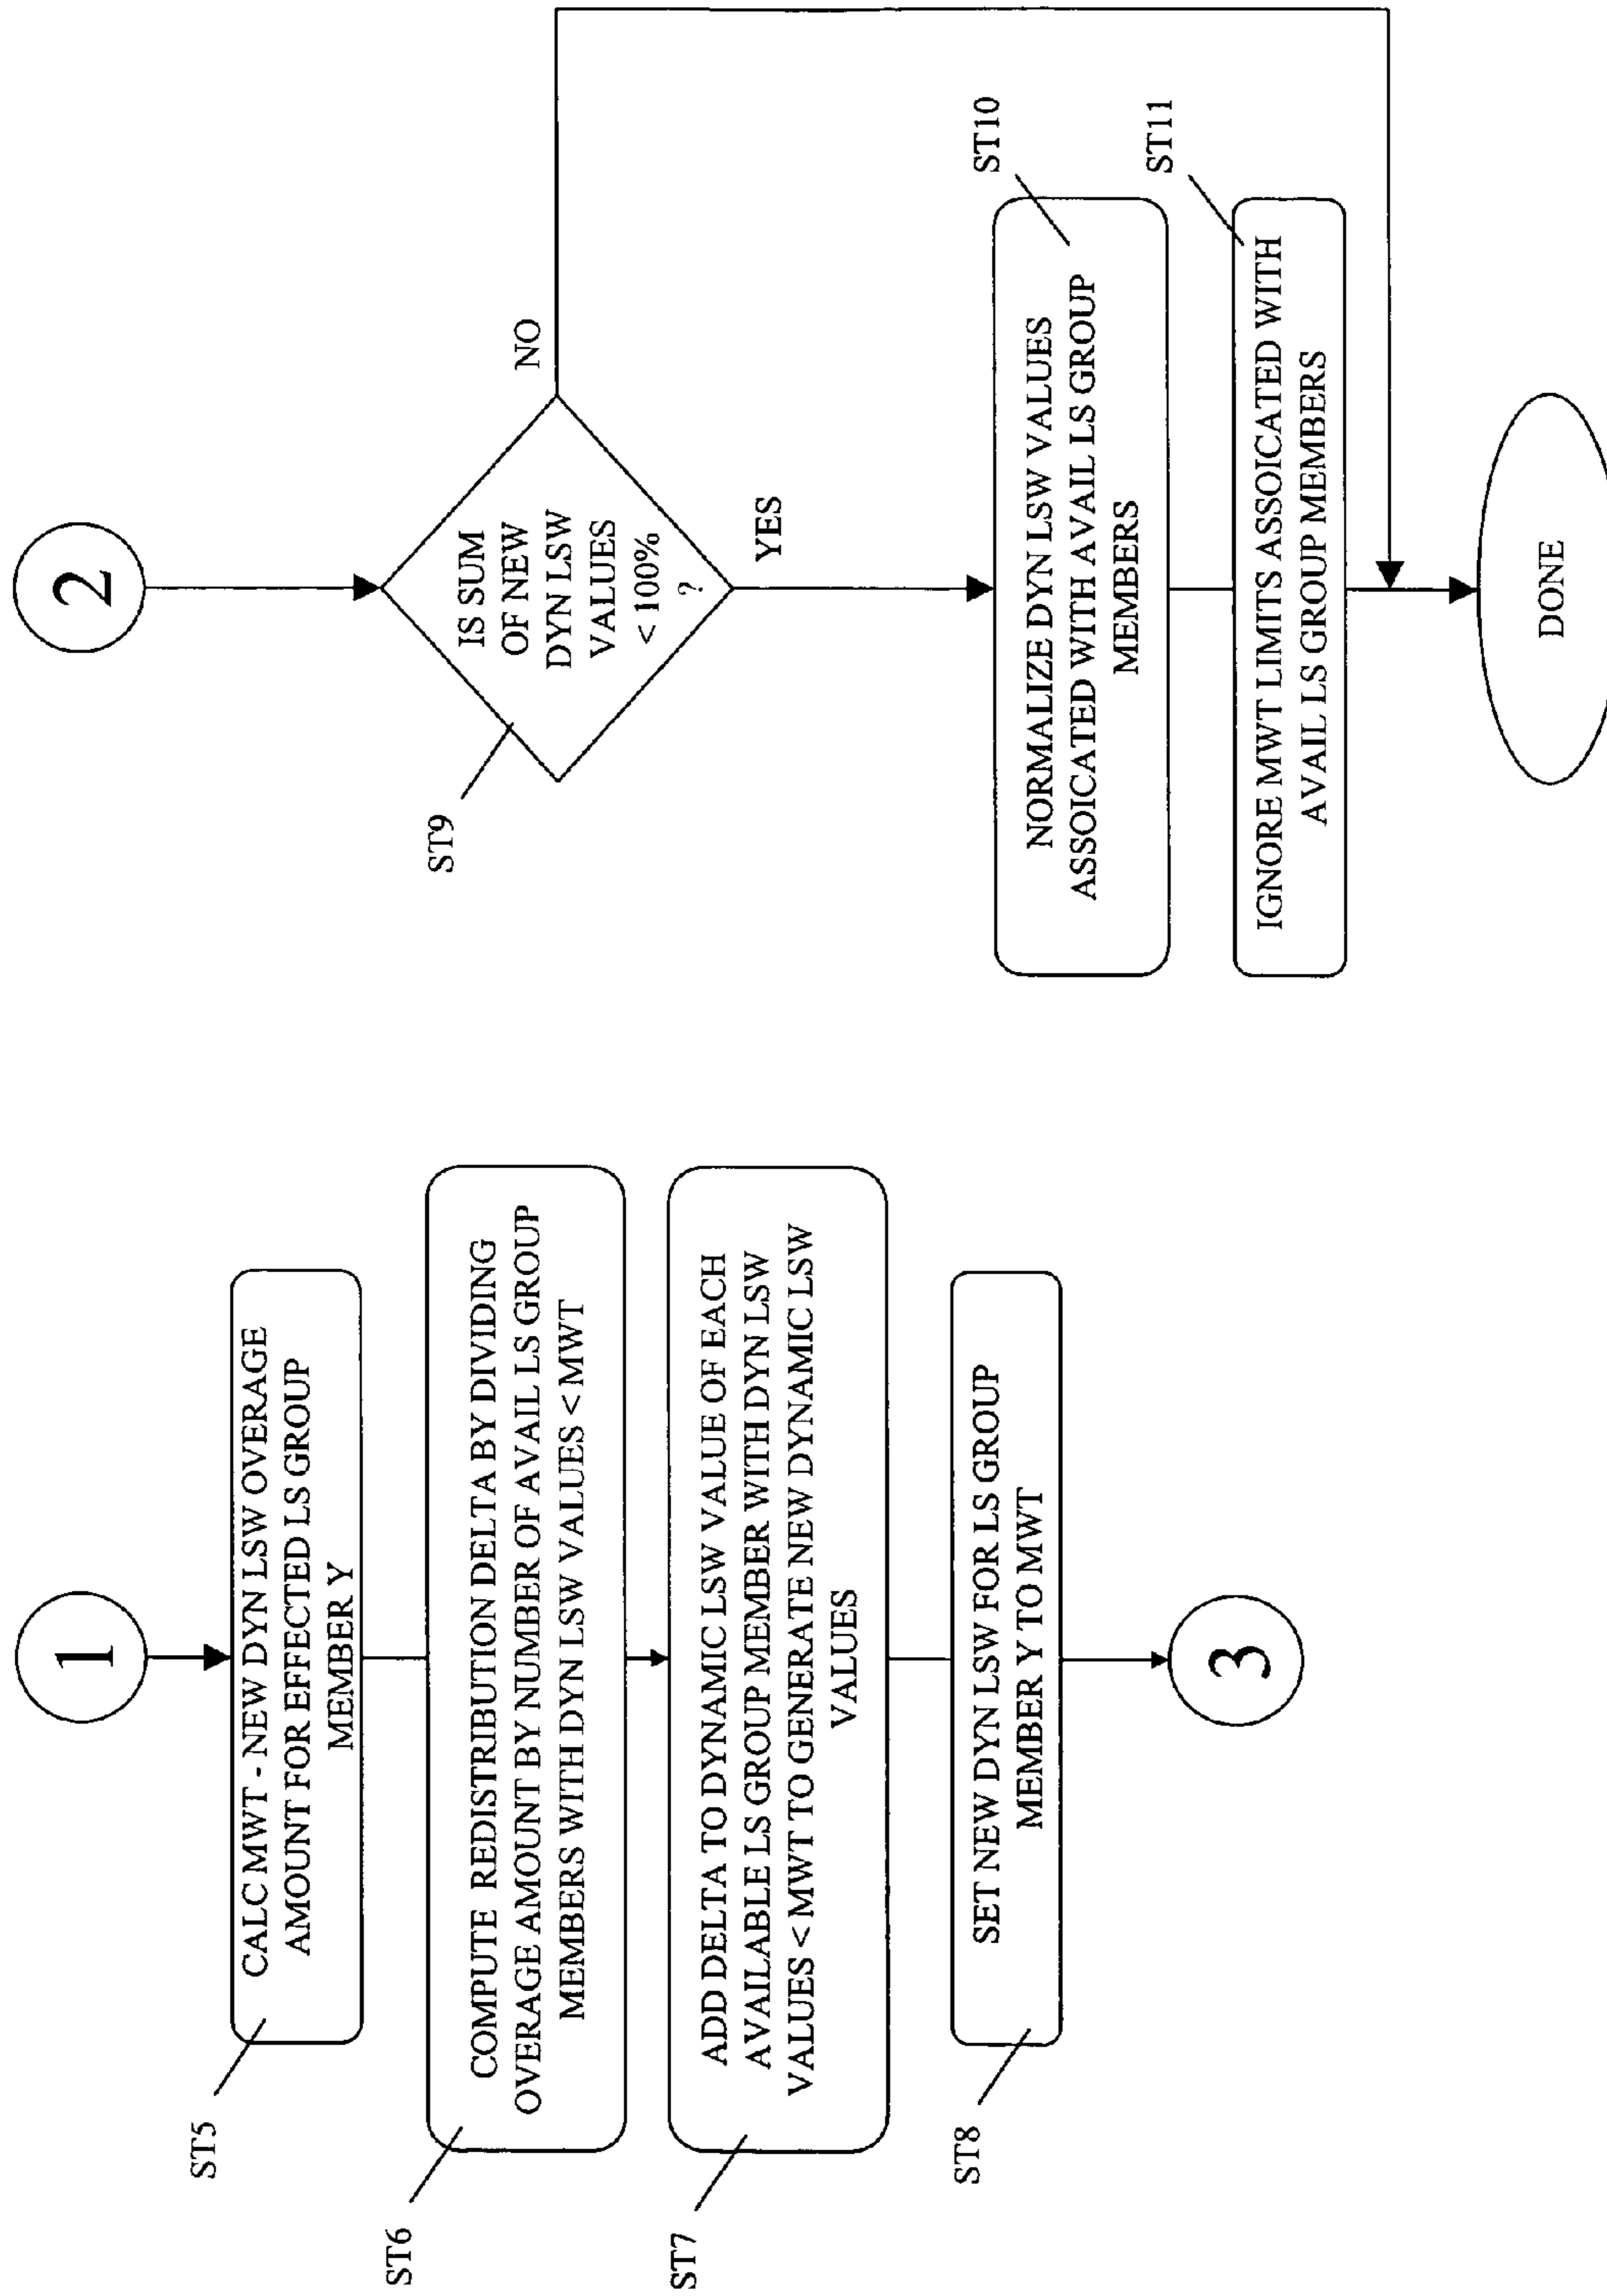 1
ST5
CALC MWT - NEW DYN LSW OVERAGE
AMOUNT FOR EFFECTED LS GROUP
MEMBER Y
ST6
COMPUTE REDISTRIBUTION DELTA BY DIVIDING
OVERAGE AMOUNT BY NUMBER OF AVAIL LS GROUP
MEMBERS WITH DYN LSW VALUES < MWT
ST7
ADD DELTA TO DYNAMIC LSW VALUE OF EACH
AVAILABLE LS GROUP MEMBER WITH DYN LSW
VALUES < MWT TO GENERATE NEW DYNAMIC LSW
VALUES
ST8
SET NEW DYN LSW FOR LS GROUP
MEMBER Y TO MWT
3
2
ST9
IS SUM
OF NEW
DYN LSW
VALUES
< 100%
?
NO
YES
ST10
NORMALIZE DYN LSW VALUES
ASSOICATED WITH AVAIL LS GROUP
MEMBERS
ST11
IGNORE MWT LIMITS ASSOICATED WITH
AVAIL LS GROUP MEMBERS
DONE